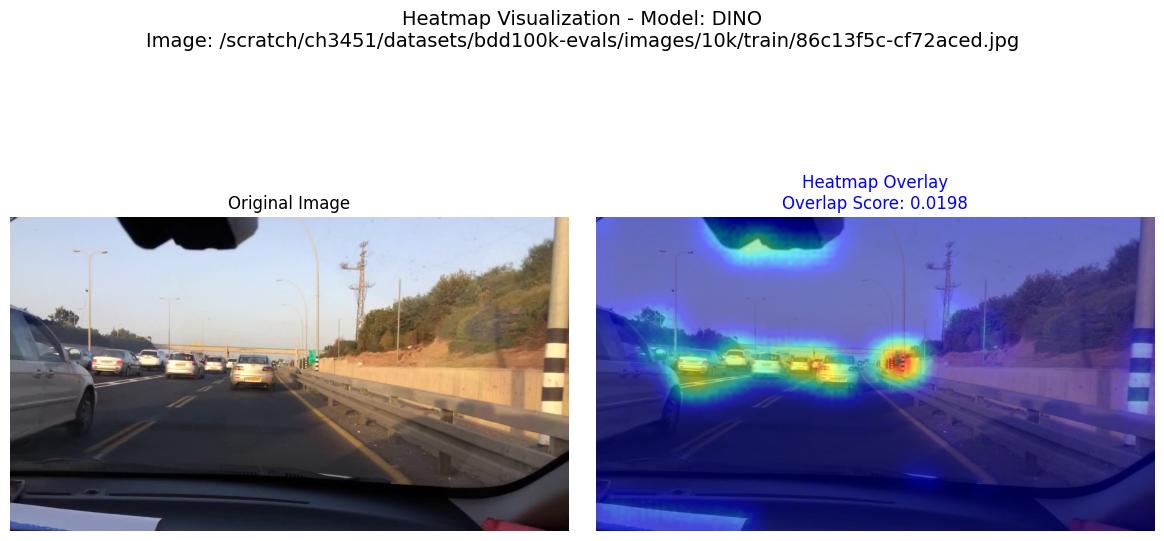 Heatmap Visualization - Model: DINO
Image: /scratch/ch3451/datasets/bdd100k-evals/images/10k/train/86c13f5c-cf72aced.jpg
Original Image
Heatmap Overlay
Overlap Score: 0.0198